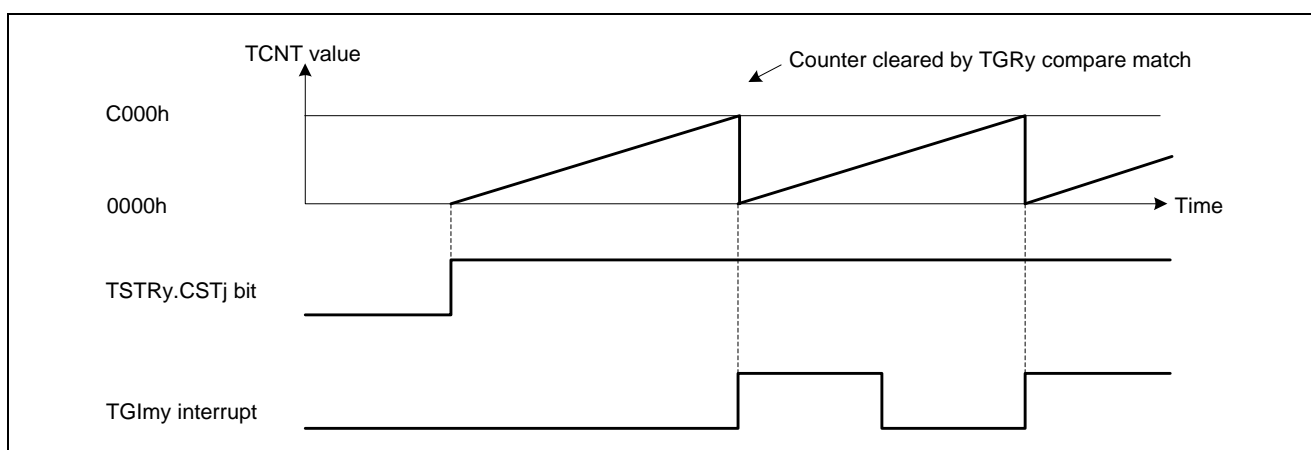 TCNT value
Counter cleared by TGRy compare match
C000h
0000h
Time
TSTRy.CSTj bit
TGImy interrupt